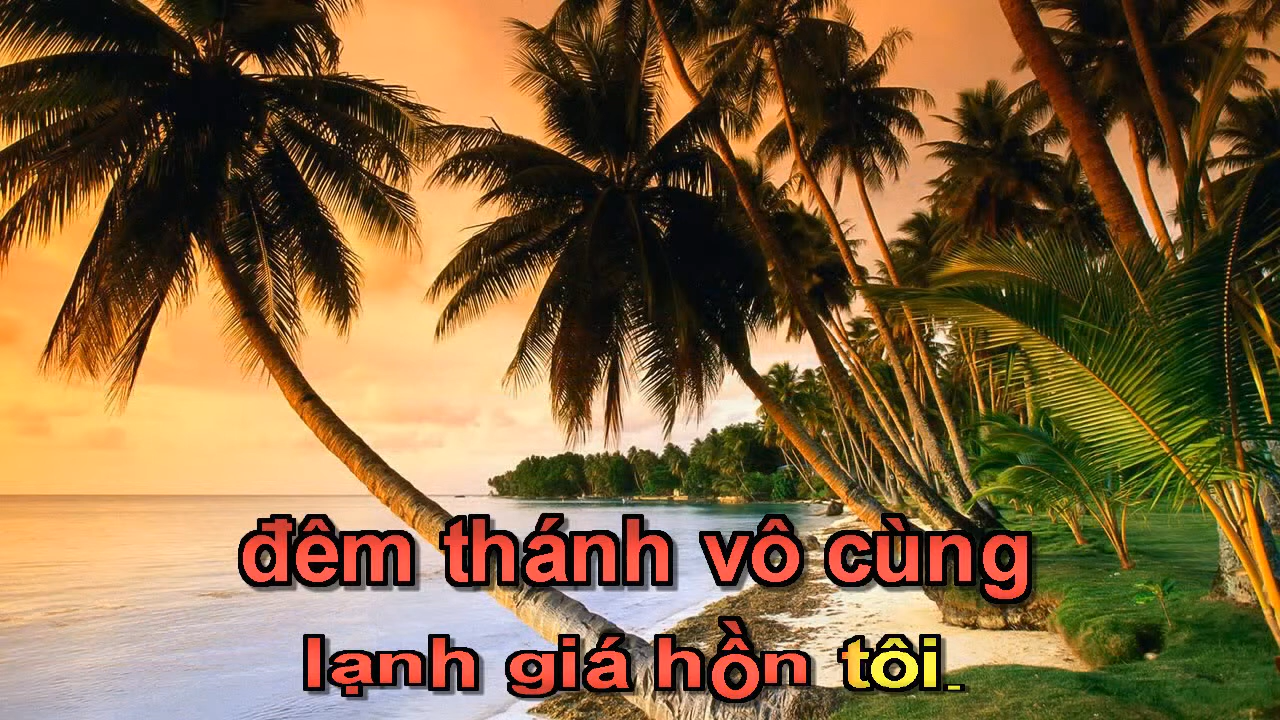 đêm thánh vô cùng
lạnh giá hồn tôi.